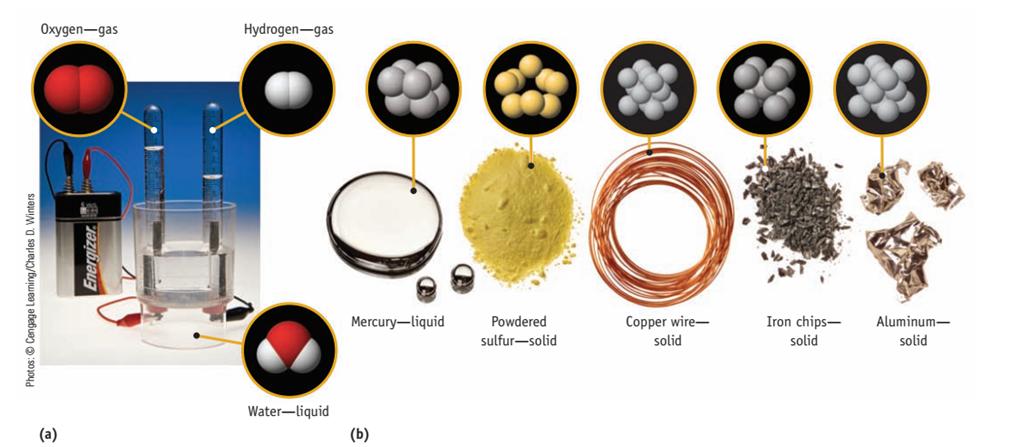 Oxygen—gas
Hydrogen—gas
Energizer.
Photos: © Cengage Learning/Charles D. Winters
Water—liquid
(a)
Mercury—liquid
Powdered
sulfur—solid
Copper wire—
solid
Iron chips—
solid
Aluminum—
solid
(b)